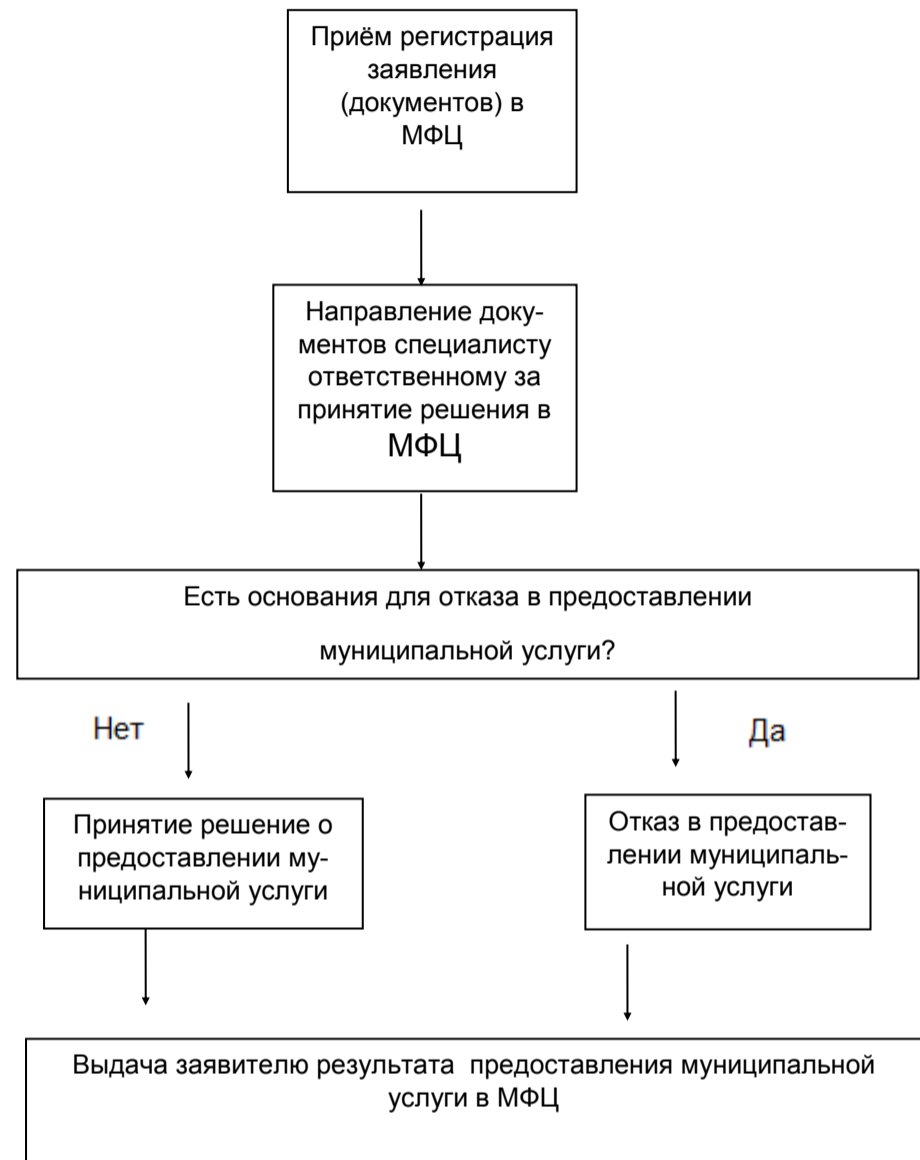 Приём регистрация
заявления
(документов) в
МФЦ
Направление доку-
ментов специалисту
ответственному за
принятие решения в
МФЦ
Есть основания для отказа в предоставлении
муниципальной услуги?
Нет
Да
Принятие решение о
предоставлении му-
ниципальной услуги
Отказ в предостав-
лении муниципаль-
ной услуги
Выдача заявителю результата  предоставления муниципальной
услуги в МФЦ